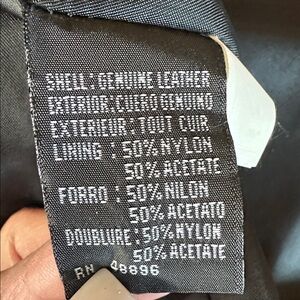 SHELL : GENUINE LEATHER
EXTERIOR : CUERO GENUINO
EXTERIEUR : TOUT CUIR
LINING : 50% NYLON
50% ACETATE
FORRO : 50% NILON
50% ACETATO
DOUBLURE : 50% NYLON
50% ACETATE
RN 48896